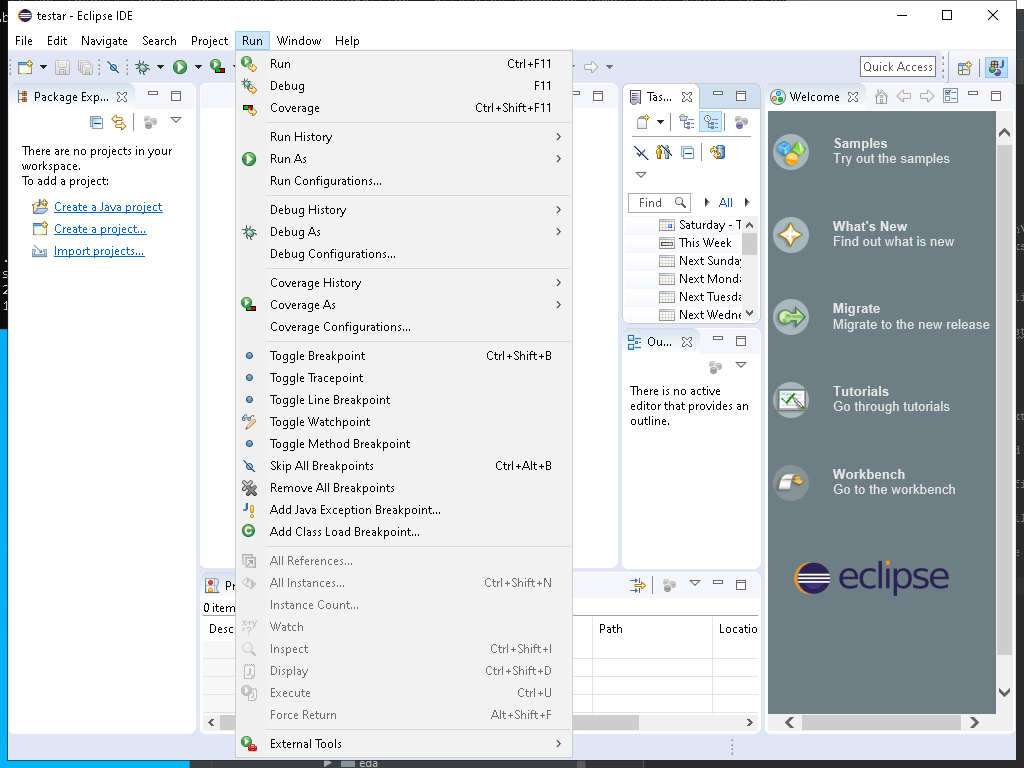 testar - Eclipse IDE
File Edit Navigate Search Project Run Window Help
Quick Access
Package Exp...
There are no projects in your
workspace.
To add a project:
Create a Java project
Create a project...
Import projects...
Run Ctrl+F11
Debug F11
Coverage Ctrl+Shift+F11
Run History
Run As
Run Configurations...
Debug History
Debug As
Debug Configurations...
Coverage History
Coverage As
Coverage Configurations...
Toggle Breakpoint Ctrl+Shift+B
Toggle Tracepoint
Toggle Line Breakpoint
Toggle Watchpoint
Toggle Method Breakpoint
Skip All Breakpoints Ctrl+Alt+B
Remove All Breakpoints
Add Java Exception Breakpoint...
Add Class Load Breakpoint...
All References...
All Instances... Ctrl+Shift+N
Instance Count...
Watch
Inspect Ctrl+Shift+I
Display Ctrl+Shift+D
Execute Ctrl+U
Force Return Alt+Shift+F
External Tools
Tas...
Find All
Saturday - T
This Week
Next Sunday
Next Monda
Next Tuesda
Next Wedne
Ou...
There is no active
editor that provides an
outline.
Pr
0 item
Desc Path Locatio
Welcome
Samples
Try out the samples
What's New
Find out what is new
Migrate
Migrate to the new release
Tutorials
Go through tutorials
Workbench
Go to the workbench
eclipse
eda